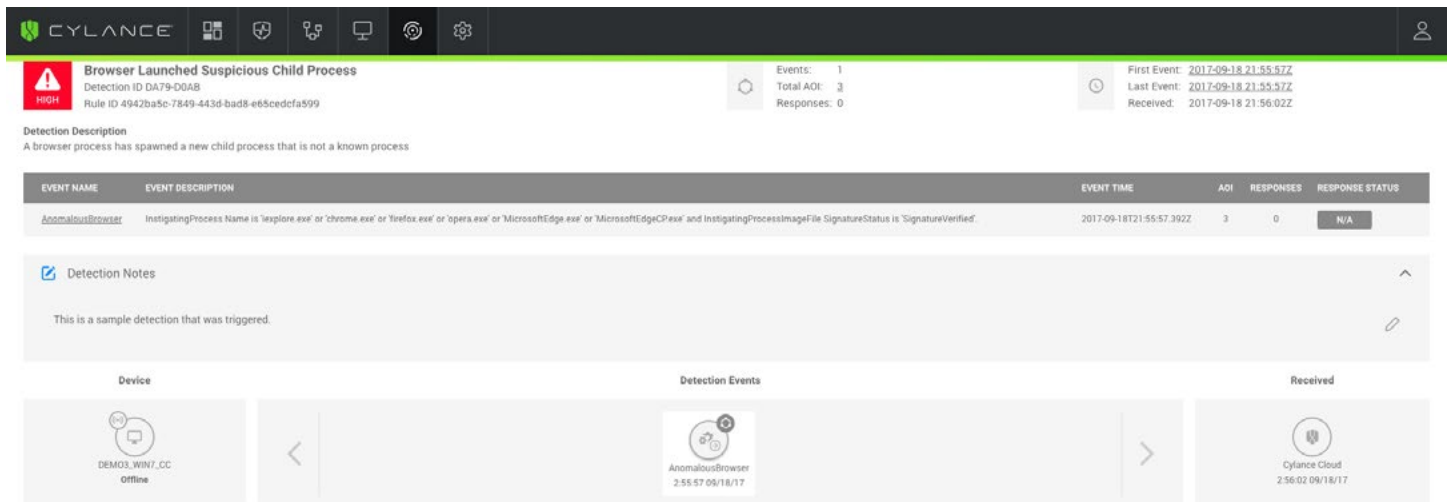 CYLANCE
Browser Launched Suspicious Child Process
Detection ID DA79-D0AB
Rule ID 4942ba5c-7849-443d-bad8-e65cedcfa599
HIGH
Events: 1
Total AOI: 3
Responses: 0
First Event: 2017-09-18 21:55:57Z
Last Event: 2017-09-18 21:55:57Z
Received: 2017-09-18 21:56:02Z
Detection Description
A browser process has spawned a new child process that is not a known process
EVENT NAME EVENT DESCRIPTION EVENT TIME AOI RESPONSES RESPONSE STATUS
AnomalousBrowser InstigatingProcess Name is 'iexplore.exe' or 'chrome.exe' or 'firefox.exe' or 'opera.exe' or 'MicrosoftEdge.exe' or 'MicrosoftEdgeCP.exe' and InstigatingProcessImageFile SignatureStatus is 'SignatureVerified'. 2017-09-18T21:55:57.392Z 3 0 N/A
Detection Notes
This is a sample detection that was triggered.
Device Detection Events Received
DEMO3_WIN7_CC
Offline
AnomalousBrowser
2:55:57 09/18/17
Cylance Cloud
2:56:02 09/18/17